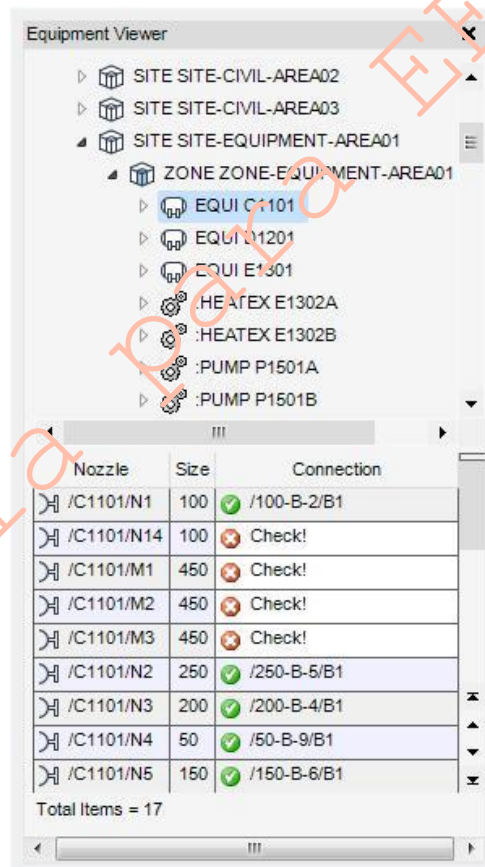 Equipment Viewer
SITE SITE-CIVIL-AREA02
SITE SITE-CIVIL-AREA03
SITE SITE-EQUIPMENT-AREA01
ZONE ZONE-EQUIPMENT-AREA01
EQUI C1101
EQUI D1201
EQUI E1301
:HEATEX E1302A
:HEATEX E1302B
:PUMP P1501A
:PUMP P1501B
Nozzle Size Connection
/C1101/N1 100 /100-B-2/B1
/C1101/N14 100 Check!
/C1101/M1 450 Check!
/C1101/M2 450 Check!
/C1101/M3 450 Check!
/C1101/N2 250 /250-B-5/B1
/C1101/N3 200 /200-B-4/B1
/C1101/N4 50 /50-B-9/B1
/C1101/N5 150 /150-B-6/B1
Total Items = 17
para